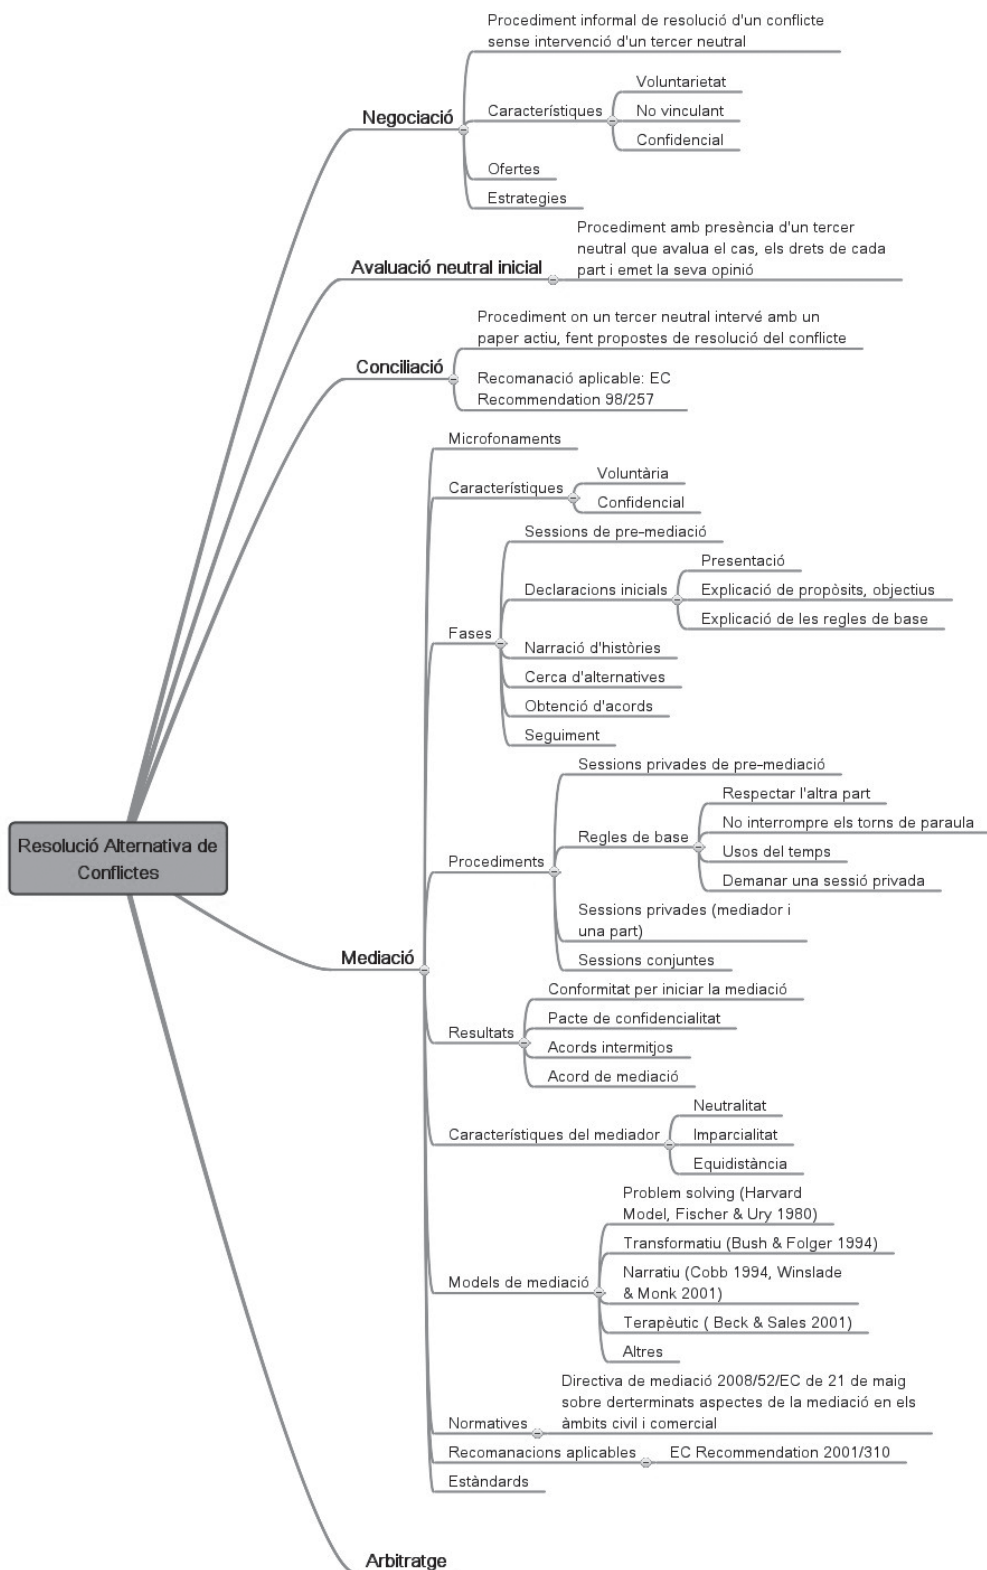 Procediment informal de resolució d'un conflicte
sense intervenció d'un tercer neutral
Negociació
Característiques
Voluntarietat
No vinculant
Confidencial
Ofertes
Estrategies
Avaluació neutral inicial
Procediment amb presència d'un tercer
neutral que avalua el cas, els drets de cada
part i emet la seva opinió
Conciliació
Procediment on un tercer neutral intervé amb un
paper actiu, fent propostes de resolució del conflicte
Recomanació aplicable: EC
Recommendation 98/257
Resolució Alternativa de
Conflictes
Mediació
Microfonaments
Característiques
Voluntària
Confidencial
Fases
Sessions de pre-mediació
Declaracions inicials
Presentació
Explicació de propòsits, objectius
Explicació de les regles de base
Narració d'històries
Cerca d'alternatives
Obtenció d'acords
Seguiment
Procediments
Sessions privades de pre-mediació
Regles de base
Respectar l'altra part
No interrompre els torns de paraula
Usos del temps
Demanar una sessió privada
Sessions privades (mediador i
una part)
Sessions conjuntes
Resultats
Conformitat per iniciar la mediació
Pacte de confidencialitat
Acords intermitjos
Acord de mediació
Característiques del mediador
Neutralitat
Imparcialitat
Equidistància
Models de mediació
Problem solving (Harvard
Model, Fischer & Ury 1980)
Transformatiu (Bush & Folger 1994)
Narratiu (Cobb 1994, Winslade
& Monk 2001)
Terapèutic ( Beck & Sales 2001)
Altres
Normatives
Directiva de mediació 2008/52/EC de 21 de maig
sobre derterminats aspectes de la mediació en els
àmbits civil i comercial
Recomanacions aplicables
EC Recommendation 2001/310
Estàndards
Arbitratge